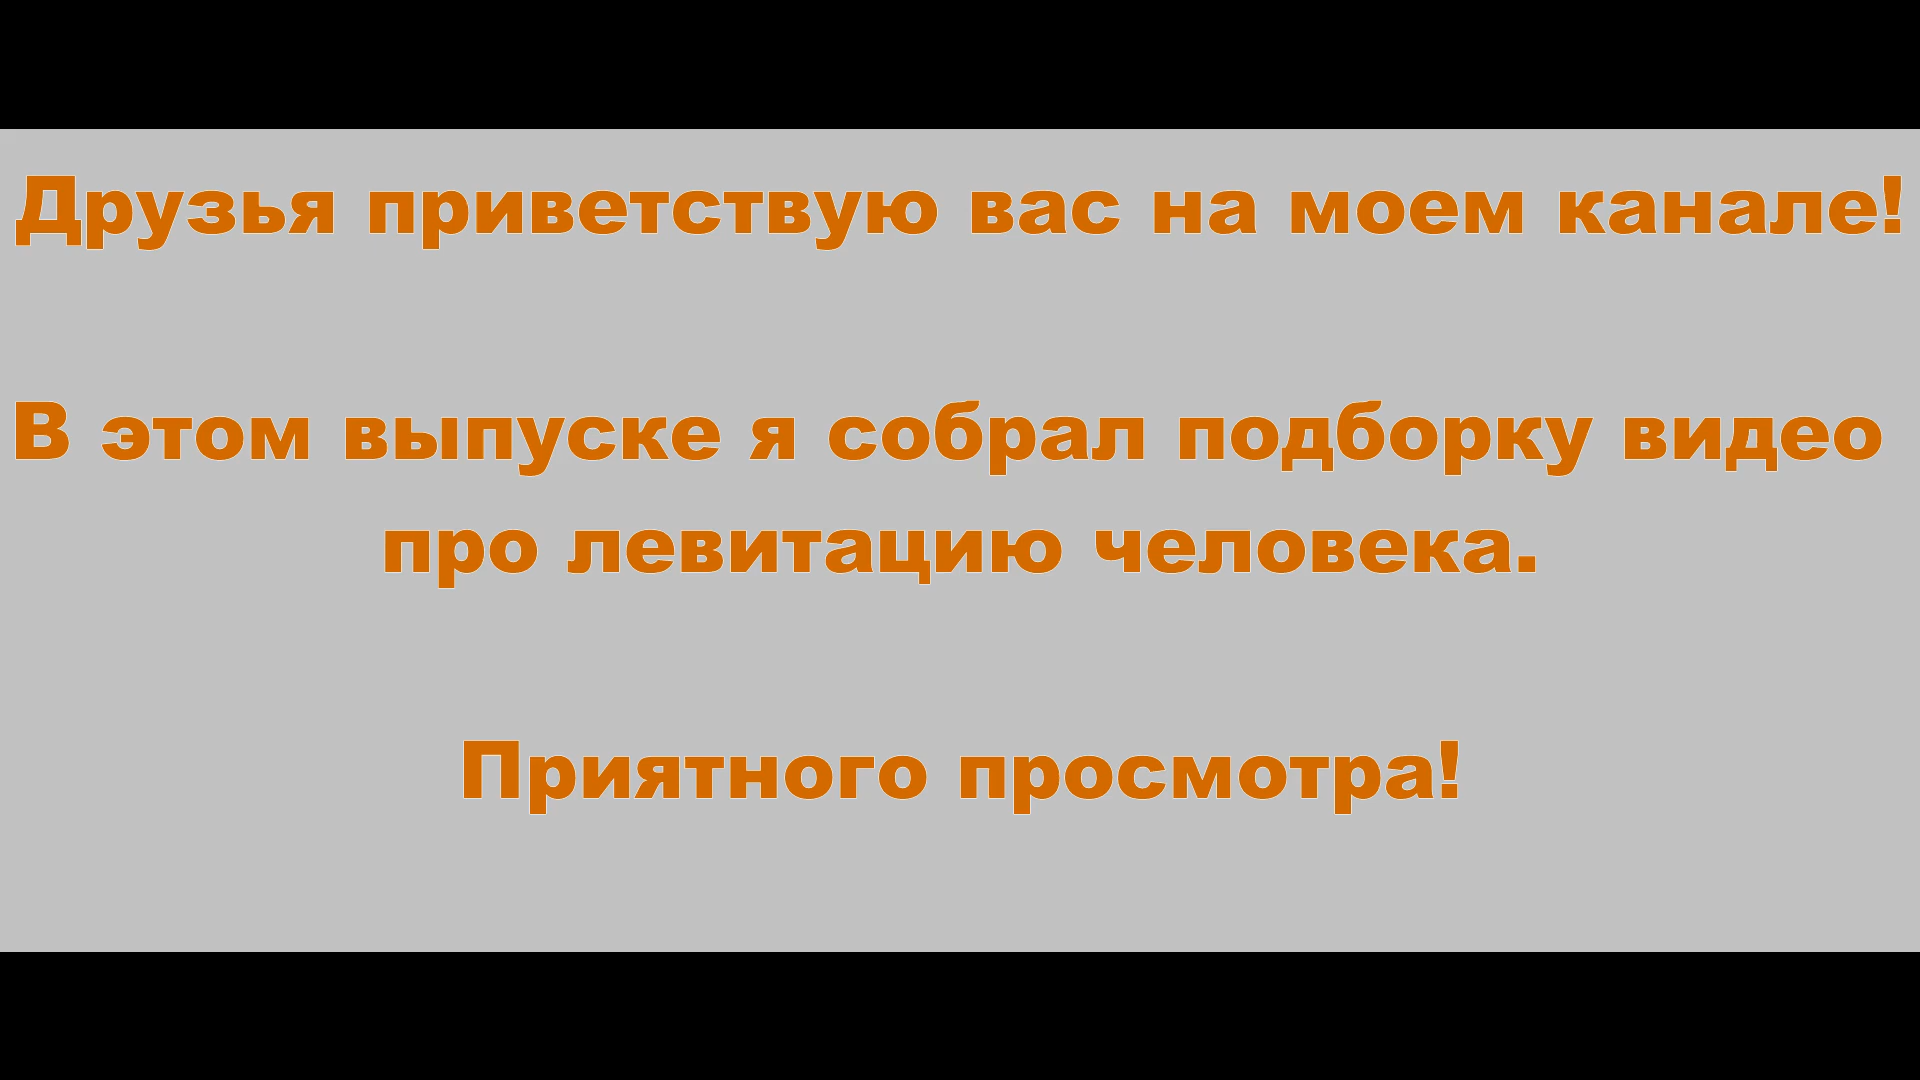 Друзья приветствую вас на моем канале!
В этом выпуске я собрал подборку видео
про левитацию человека.
Приятного просмотра!